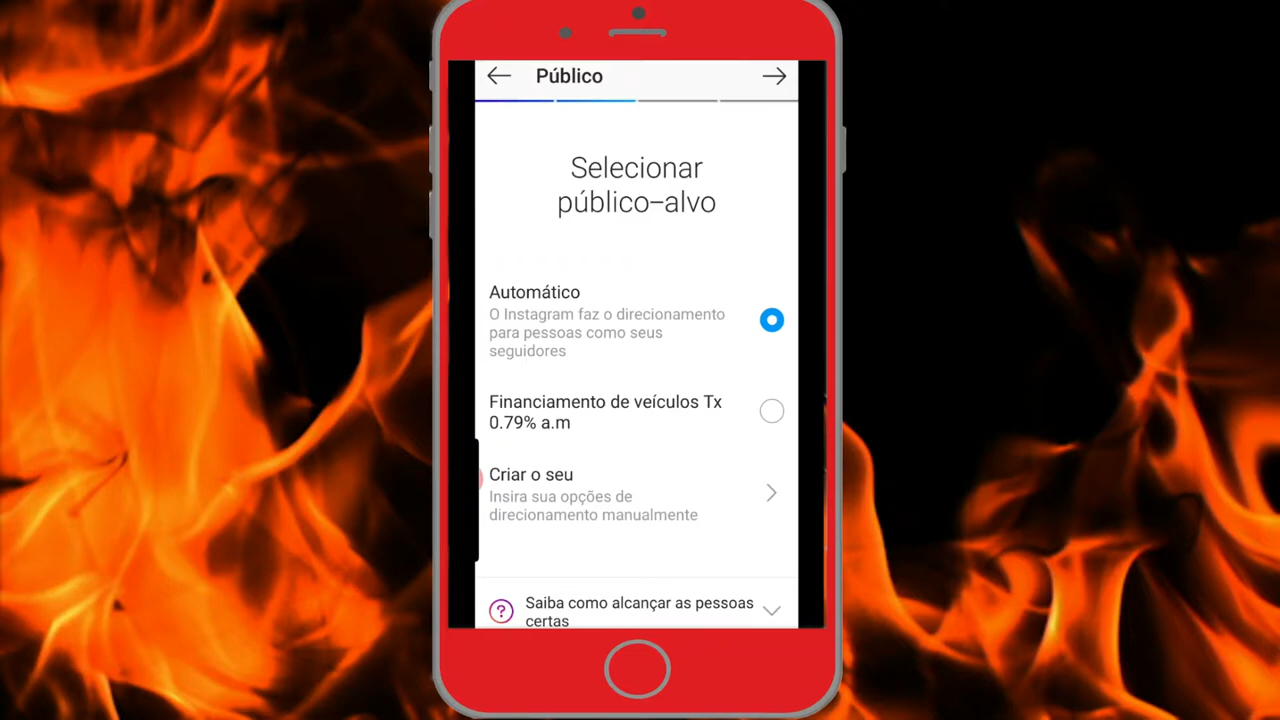 Público
Selecionar
público-alvo
Automático
O Instagram faz o direcionamento
para pessoas como seus
seguidores
Financiamento de veículos Tx
0.79% a.m
Criar o seu
Insira sua opções de
direcionamento manualmente
Saiba como alcançar as pessoas
certas